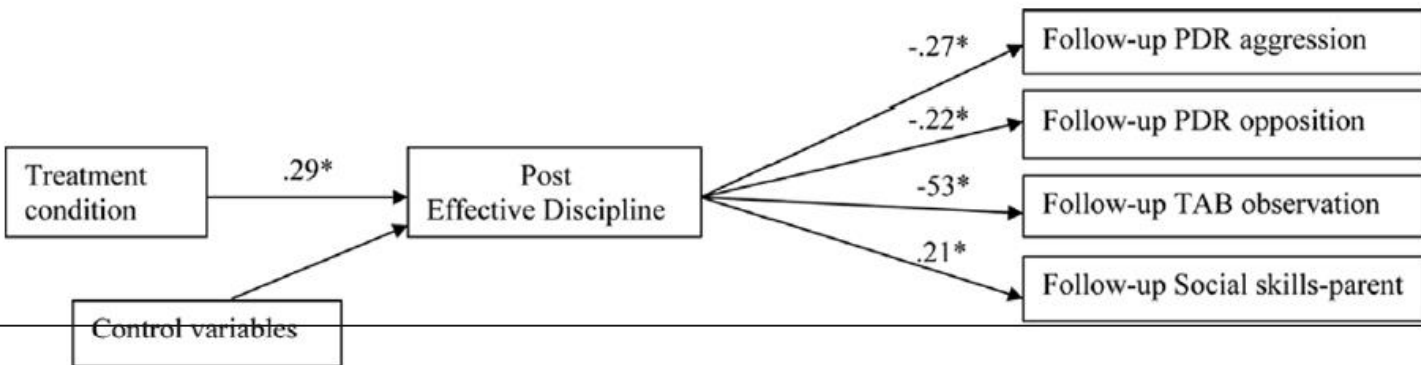 -.27*
Follow-up PDR aggression
-.22*
Follow-up PDR opposition
Treatment
condition
.29*
Post
Effective Discipline
-53*
Follow-up TAB observation
.21*
Follow-up Social skills-parent
Control variables